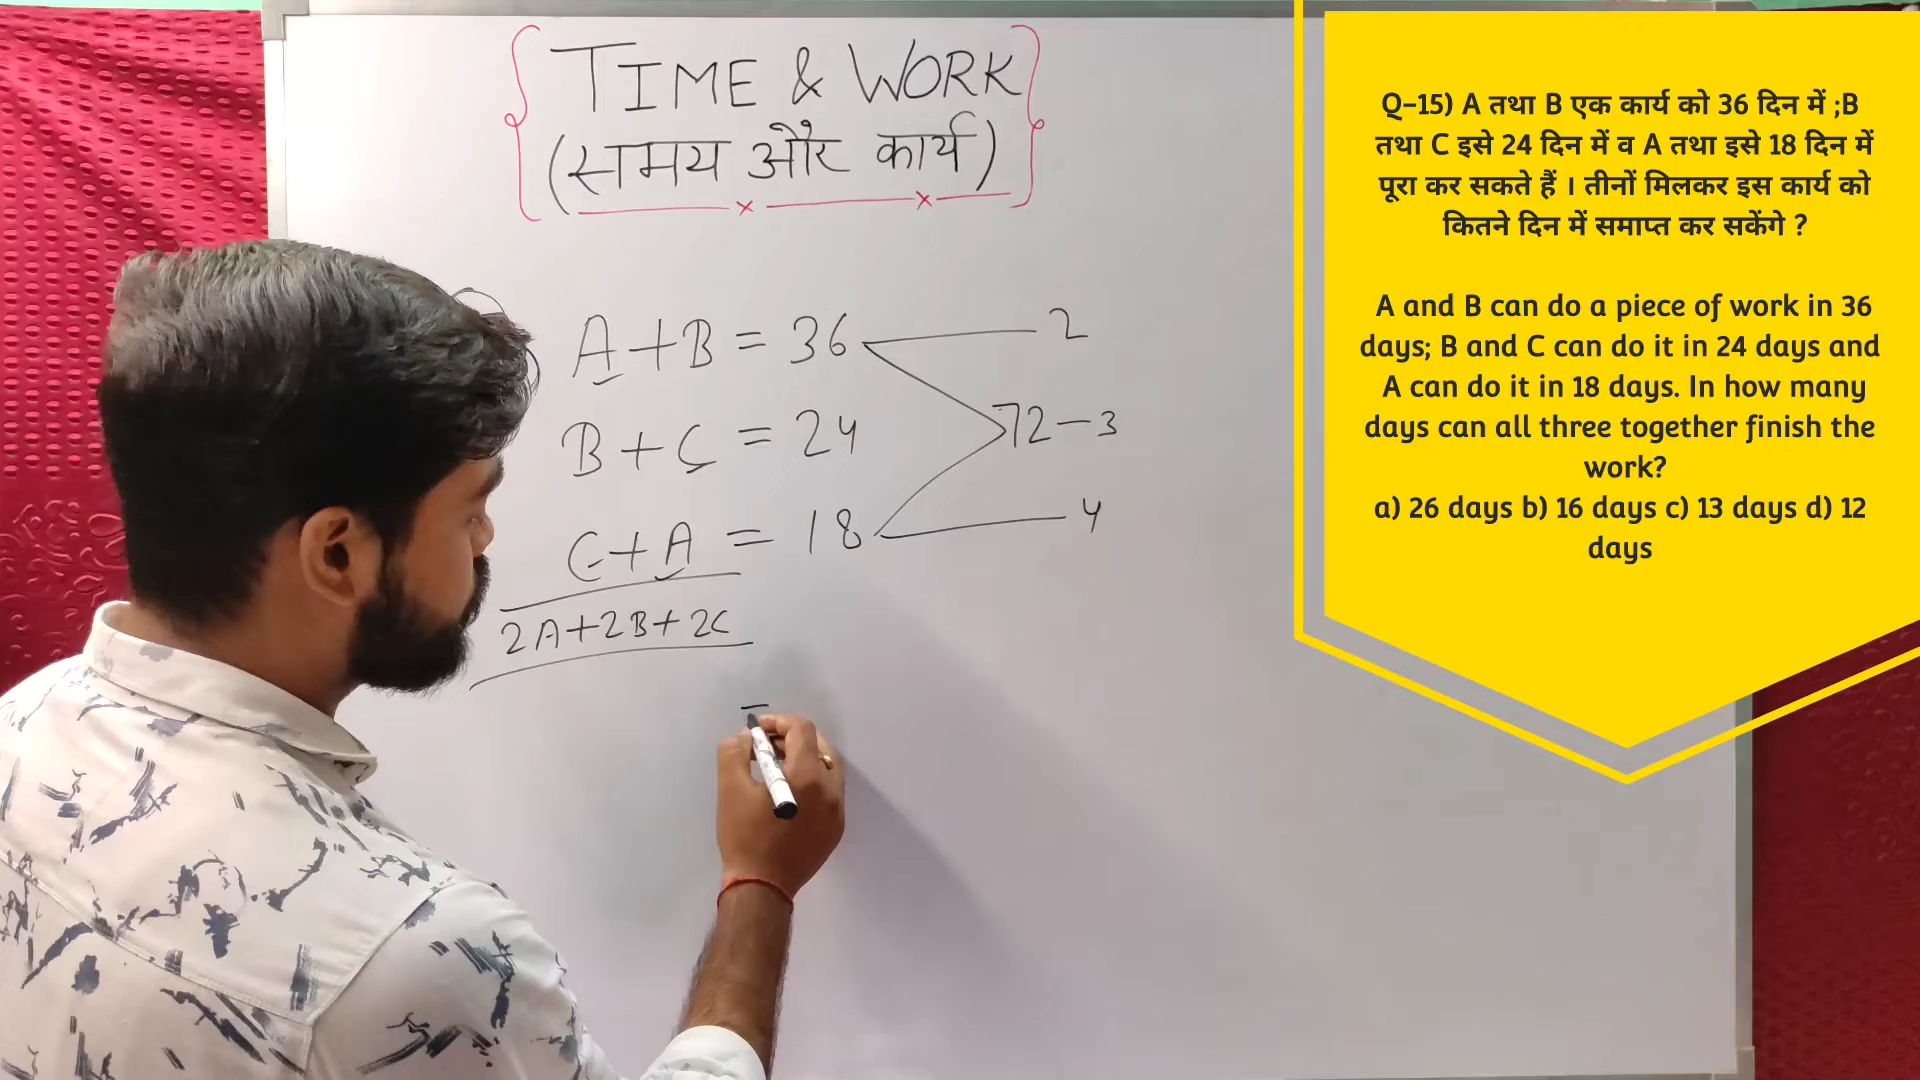 TIME & WORK
(समय और कार्य)
A+B = 36
2
B+C = 24
72-3
C+A = 18
4
2A+2B+2C
Q-15) A तथा B एक कार्य को 36 दिन में ;B
तथा C इसे 24 दिन में व A तथा इसे 18 दिन में
पूरा कर सकते हैं । तीनों मिलकर इस कार्य को
कितने दिन में समाप्त कर सकेंगे ?
A and B can do a piece of work in 36
days; B and C can do it in 24 days and
A can do it in 18 days. In how many
days can all three together finish the
work?
a) 26 days b) 16 days c) 13 days d) 12
days